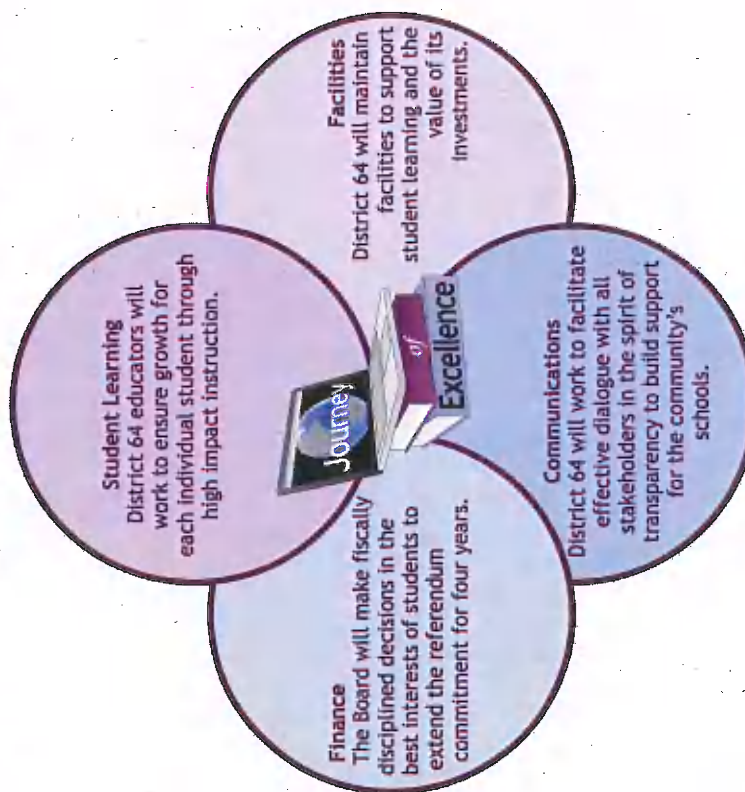 Student Learning
District 64 educators will
work to ensure growth for
each individual student through
high impact instruction.
Finance
The Board will make fiscally
disciplined decisions in the
best interests of students to
extend the referendum
commitment for four years.
Journey
of
Excellence
Facilities
District 64 will maintain
facilities to support
student learning and the
value of its
investments.
Communications
District 64 will work to facilitate
effective dialogue with all
stakeholders in the spirit of
transparency to build support
for the community's
schools.